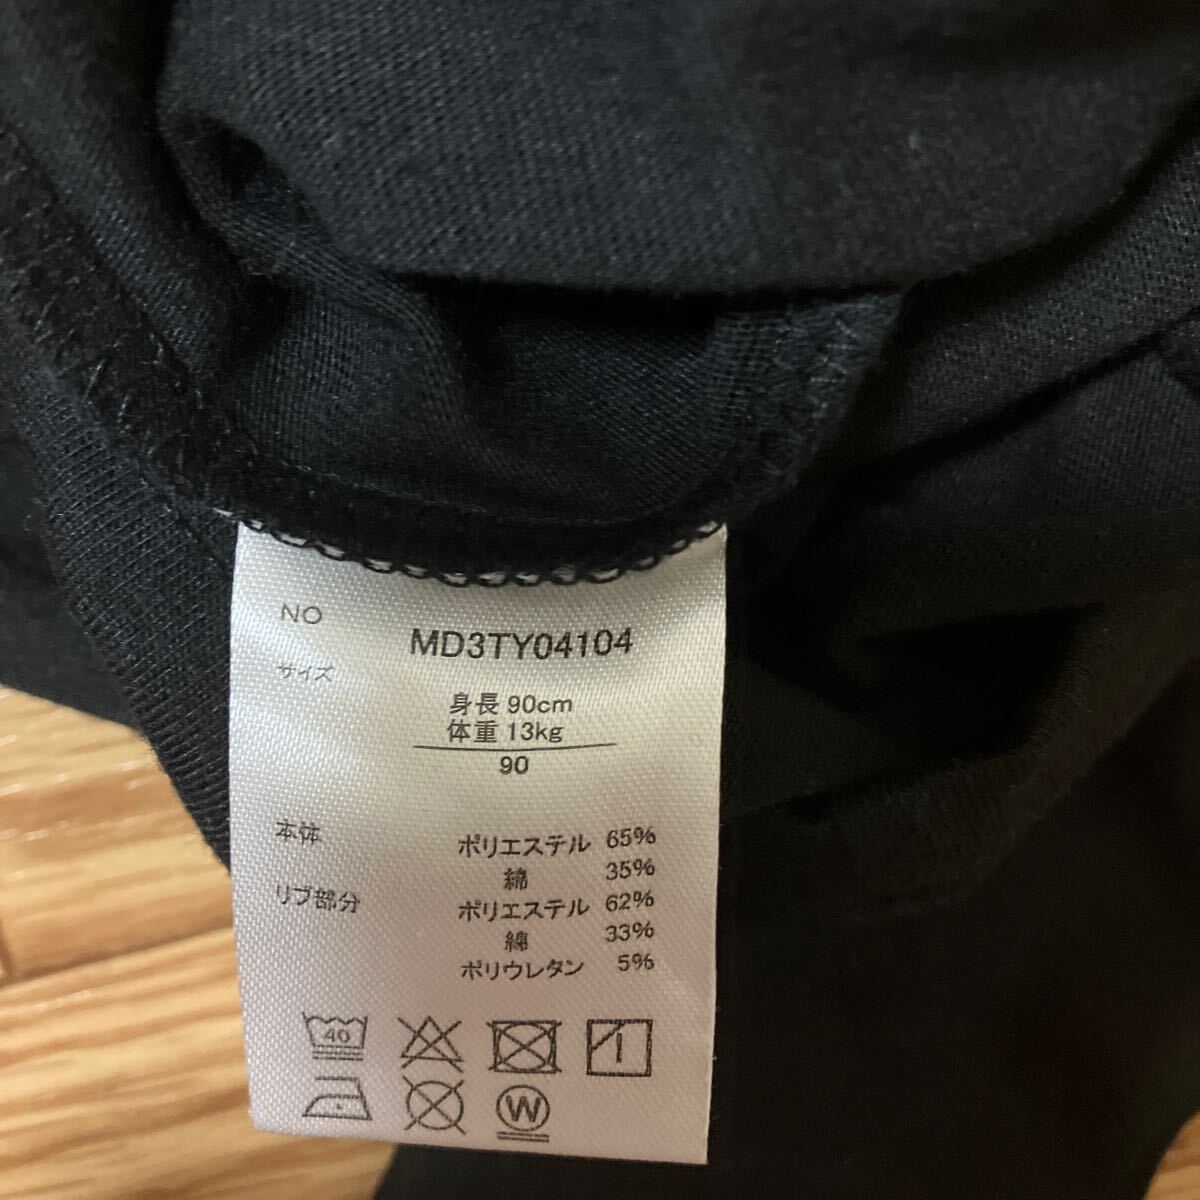 NO
MD3TY04104
サイズ
身長 90cm
体重 13kg
90
本体 ポリエステル 65%
綿 35%
リブ部分 ポリエステル 62%
綿 33%
ポリウレタン 5%
40
W